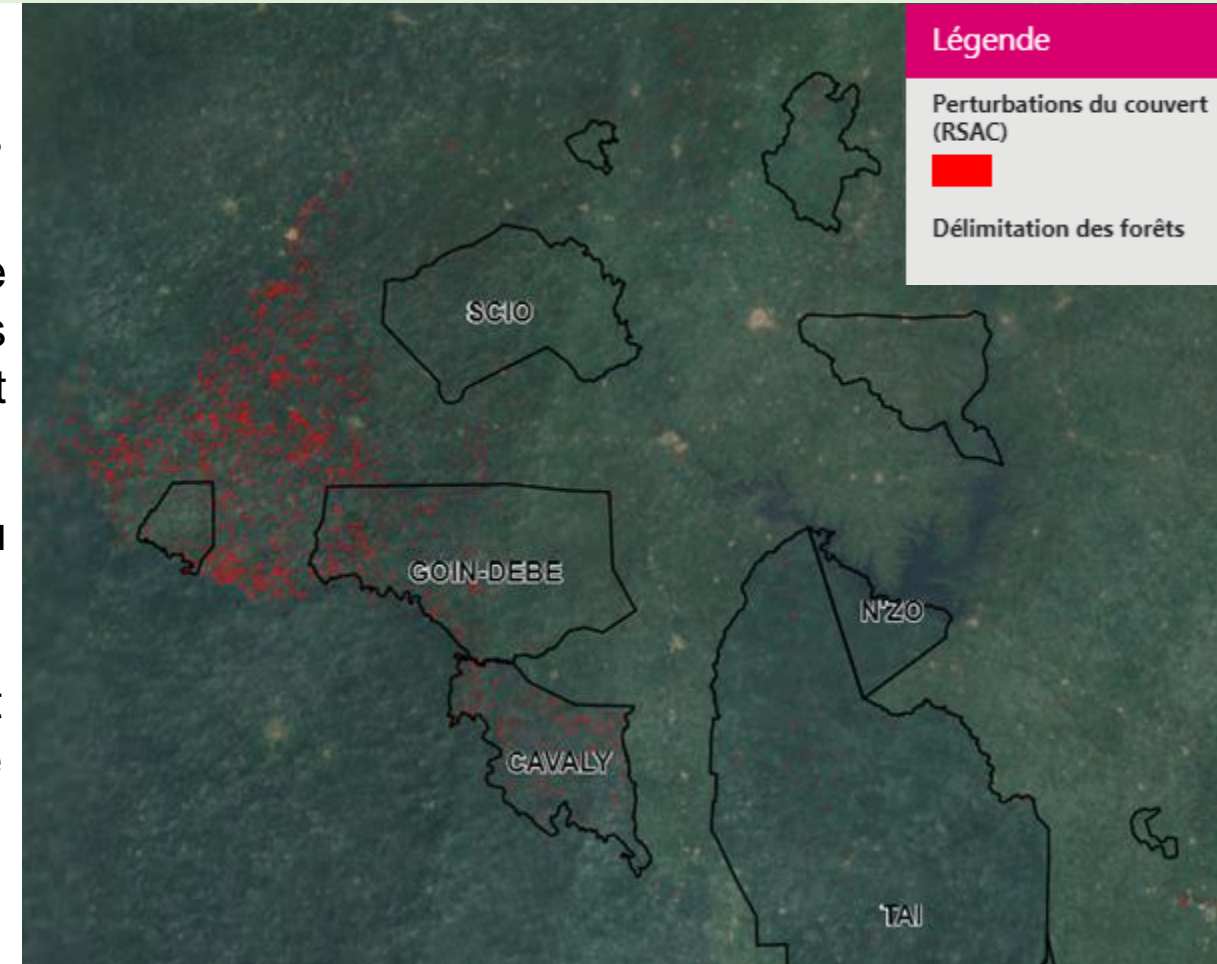 Légende
Perturbations du couvert
(RSAC)
Délimitation des forêts
SCIO
GOIN-DEBE
N'ZO
CAVALY
TAI